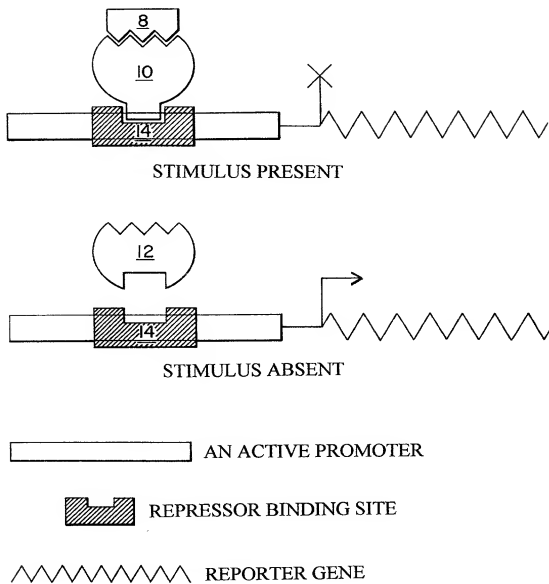 8
10
14
STIMULUS PRESENT
12
14
STIMULUS ABSENT
AN ACTIVE PROMOTER
REPRESSOR BINDING SITE
REPORTER GENE